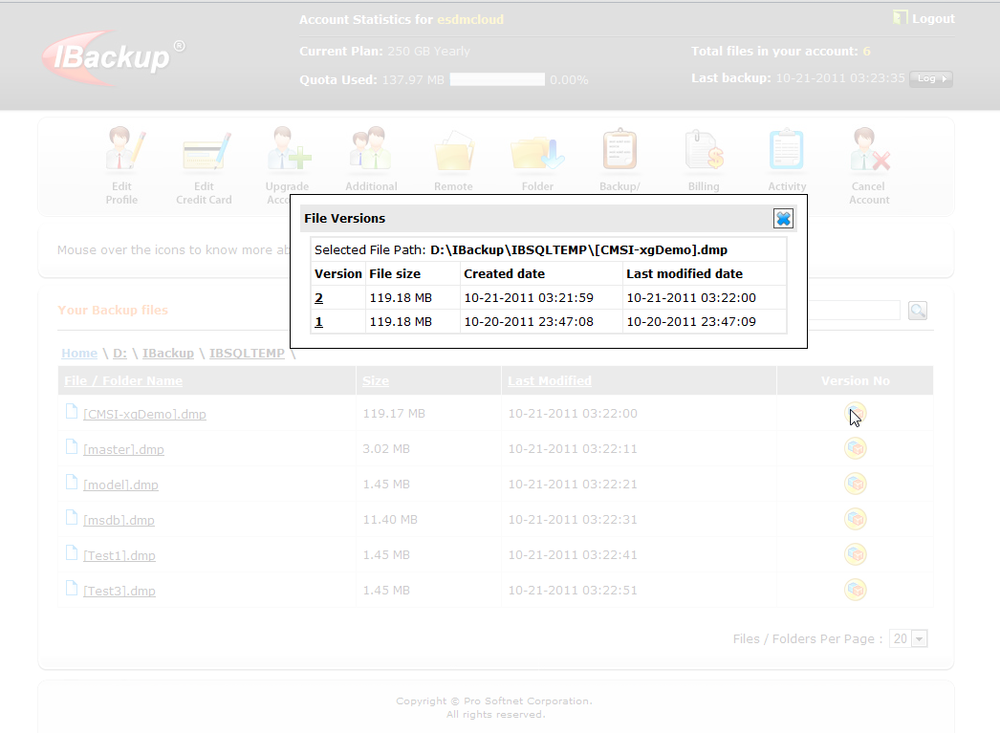 Account Statistics for esdmcloud
Logout
IBackup®
Current Plan: 250 GB Yearly
Total files in your account: 6
Quota Used: 137.97 MB 0.00%
Last backup: 10-21-2011 03:23:35 Log
Edit Profile
Edit Credit Card
Upgrade
Additional
Remote
Folder
Backup/
Billing
Activity
Cancel Account
File Versions
Selected File Path: D:\IBackup\IBSQLTEMP\[CMSI-xgDemo].dmp
Version File size Created date Last modified date
2 119.18 MB 10-21-2011 03:21:59 10-21-2011 03:22:00
1 119.18 MB 10-20-2011 23:47:08 10-20-2011 23:47:09
Mouse over the icons to know more
Your Backup files
Home \ D: \ IBackup \ IBSQLTEMP \
File / Folder Name Size Last Modified Version No
[CMSI-xgDemo].dmp 119.17 MB 10-21-2011 03:22:00
[master].dmp 3.02 MB 10-21-2011 03:22:11
[model].dmp 1.45 MB 10-21-2011 03:22:21
[msdb].dmp 11.40 MB 10-21-2011 03:22:31
[Test1].dmp 1.45 MB 10-21-2011 03:22:41
[Test3].dmp 1.45 MB 10-21-2011 03:22:51
Files / Folders Per Page : 20
Copyright © Pro Softnet Corporation.
All rights reserved.